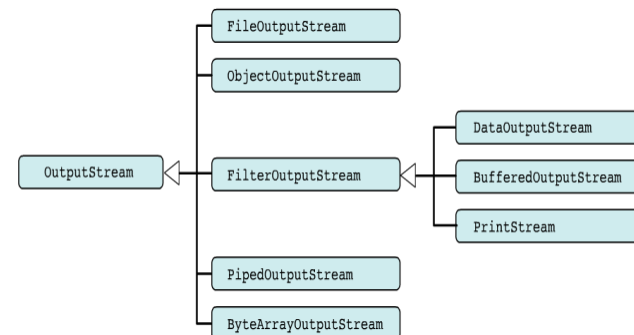 FileOutputStream
ObjectOutputStream
DataOutputStream
OutputStream
FilterOutputStream
BufferedOutputStream
PrintStream
PipedOutputStream
ByteArrayOutputStream